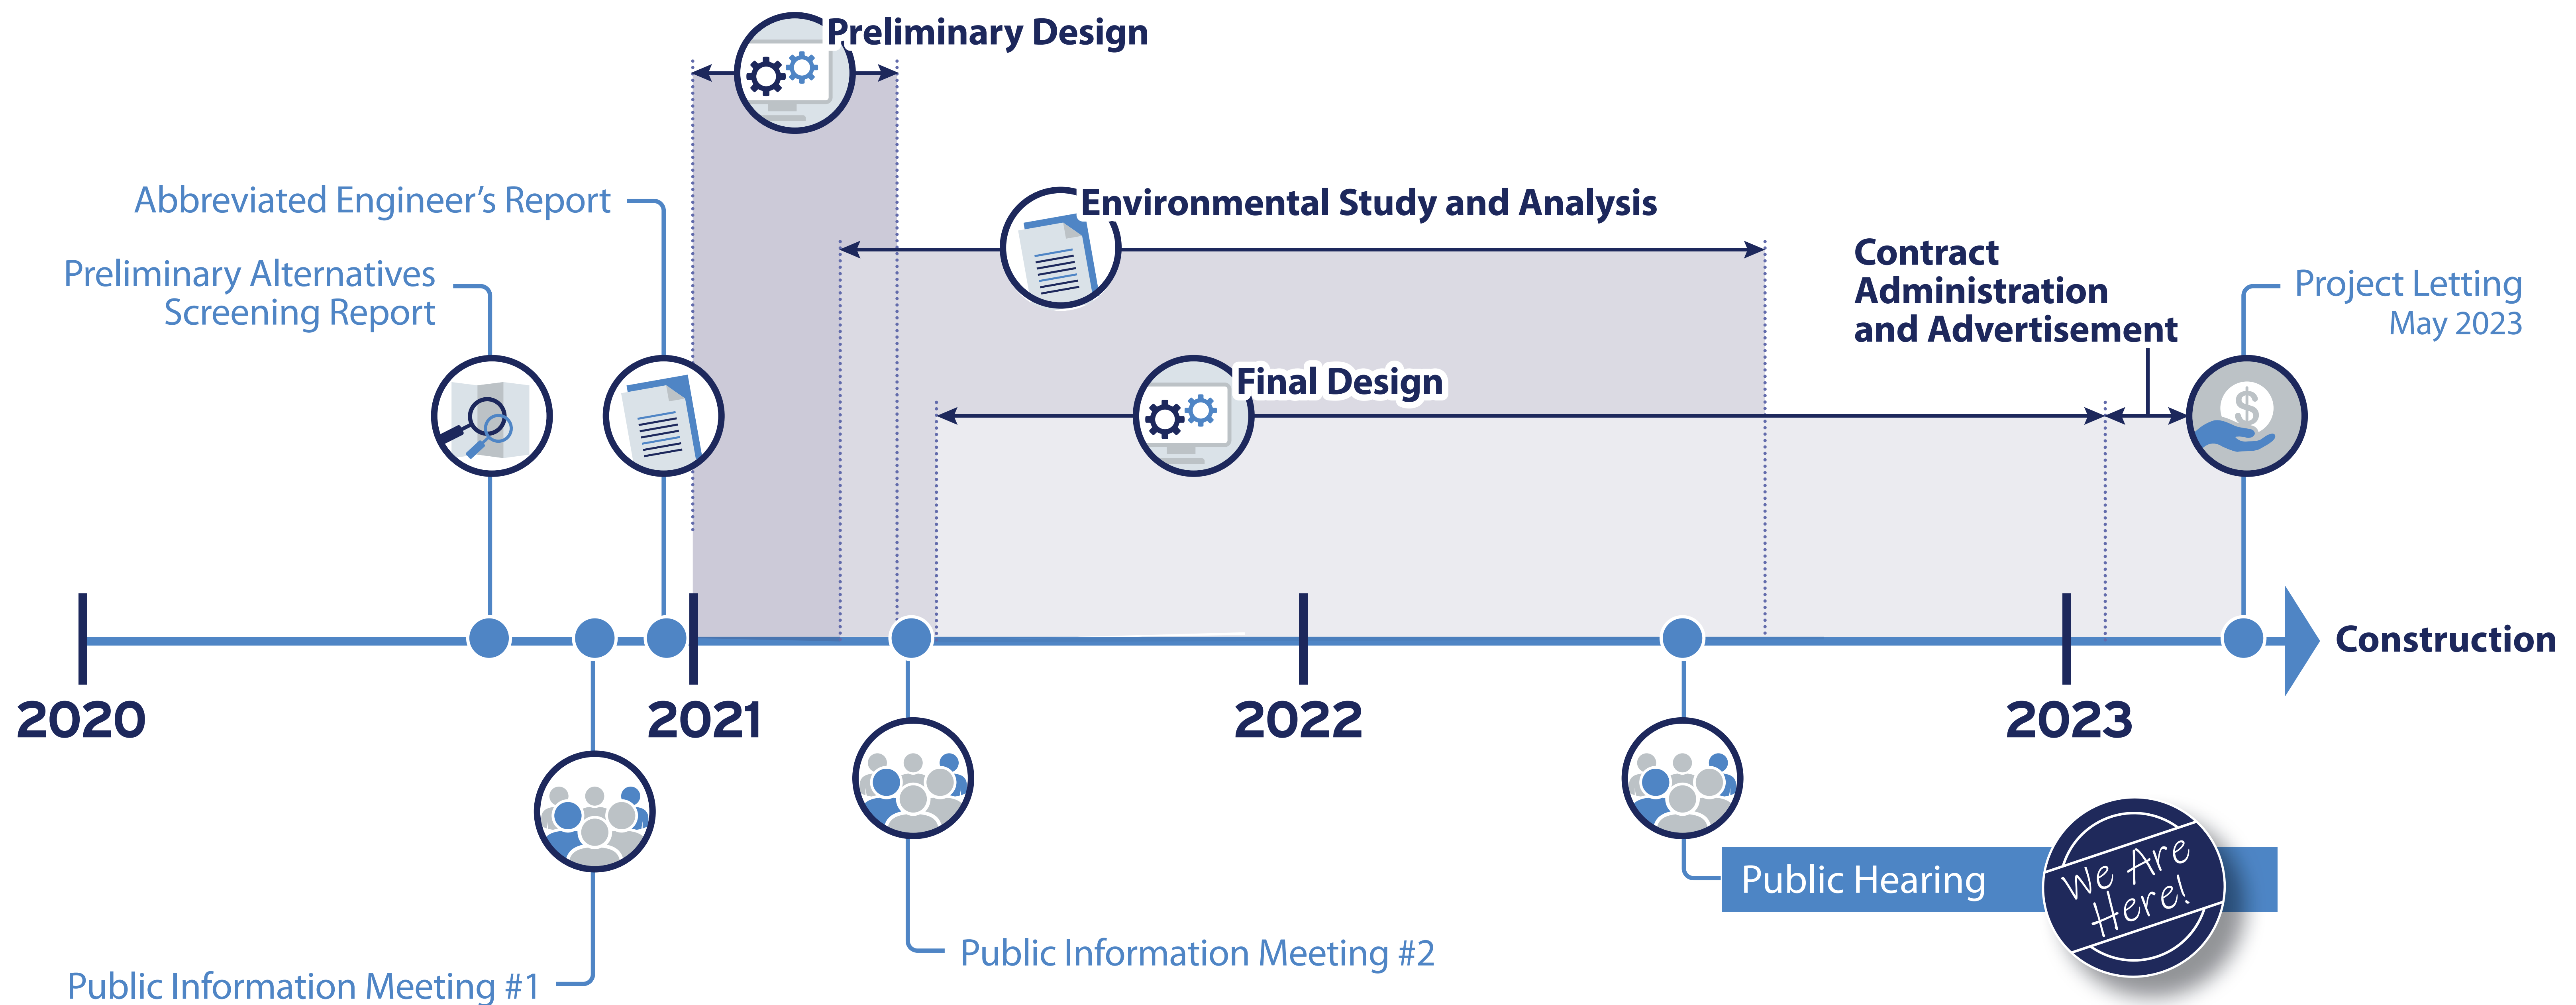 Preliminary Design
Abbreviated Engineer's Report
Environmental Study and Analysis
Preliminary Alternatives
Screening Report
Contract
Administration
and Advertisement
Project Letting
May 2023
Final Design
$
Construction
2020
2021
2022
2023
We Are
Here!
Public Hearing
Public Information Meeting #2
Public Information Meeting #1